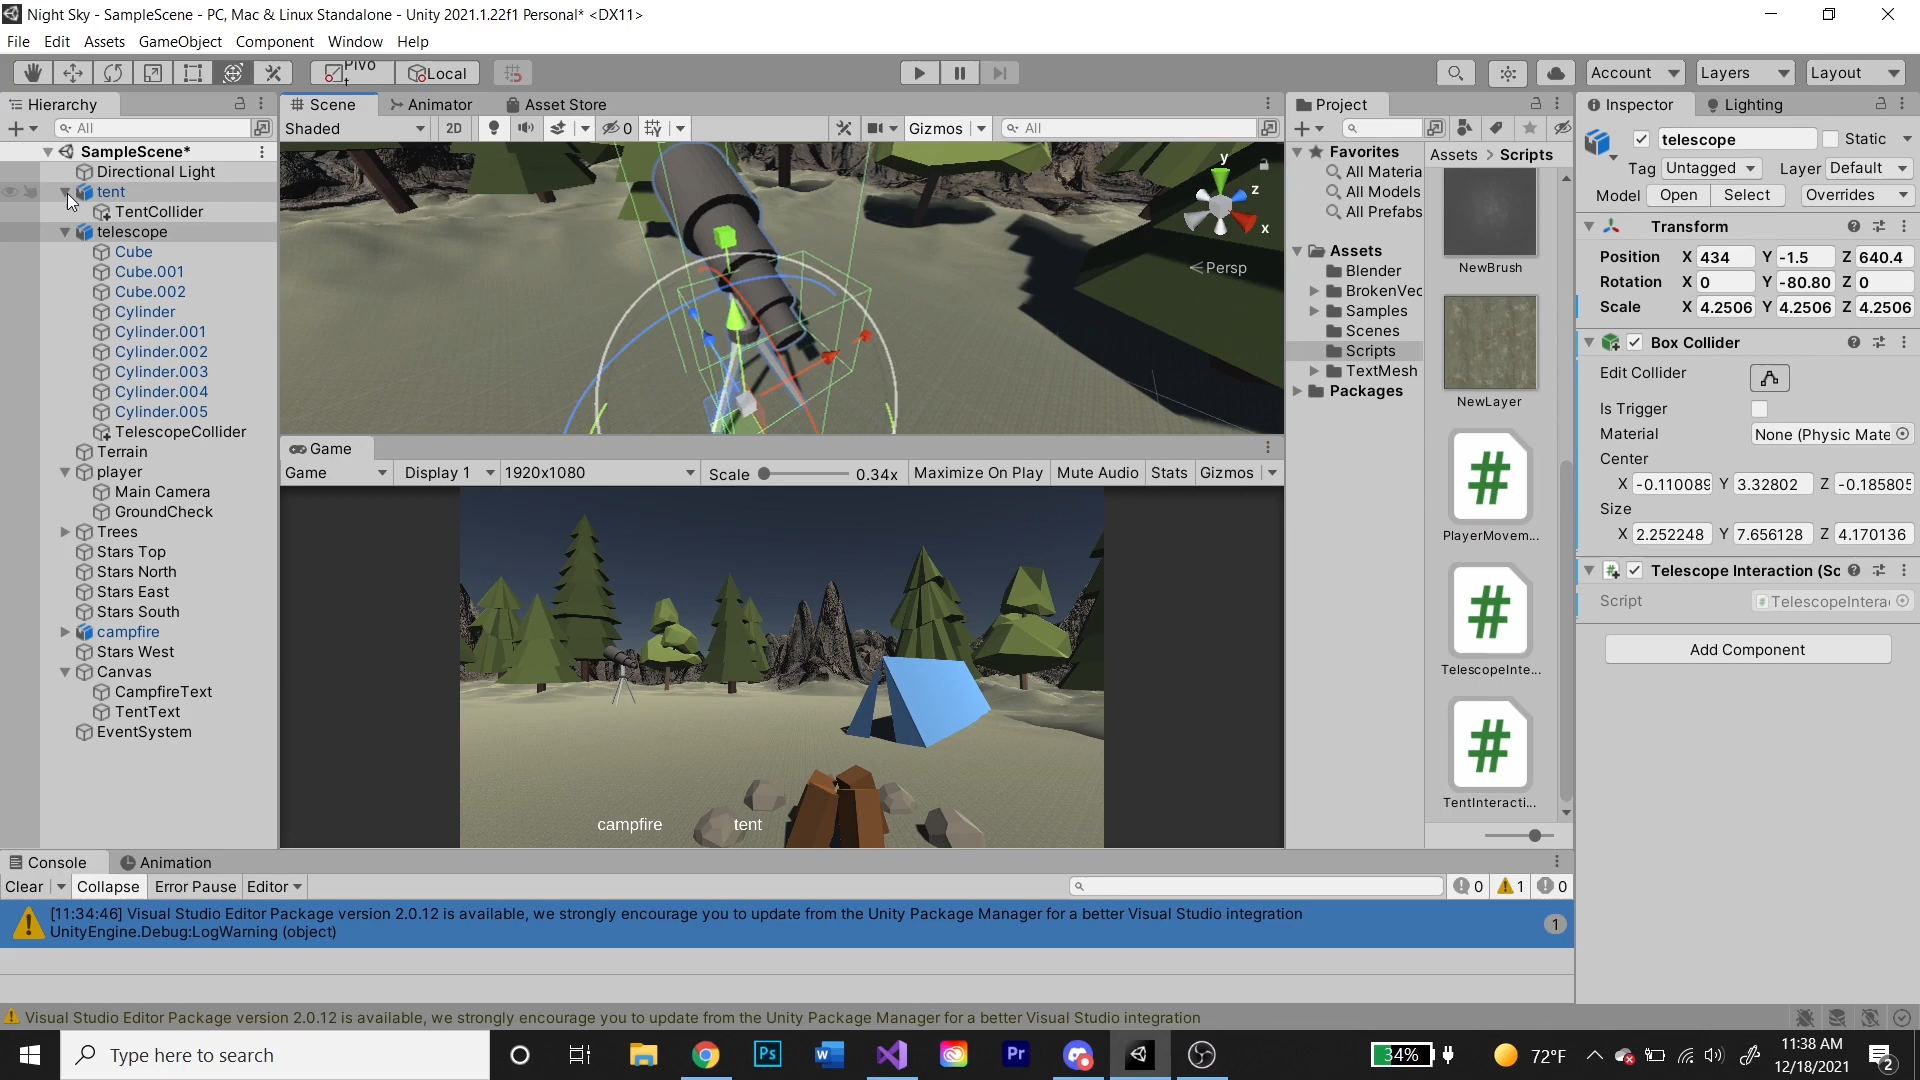 Night Sky - SampleScene - PC, Mac & Linux Standalone - Unity 2021.1.22f1 Personal* <DX11>
File Edit Assets GameObject Component Window Help
Pivot Local Account Layers Layout
Hierarchy
All
SampleScene*
Directional Light
tent
TentCollider
telescope
Cube
Cube.001
Cube.002
Cylinder
Cylinder.001
Cylinder.002
Cylinder.003
Cylinder.004
Cylinder.005
TelescopeCollider
Terrain
player
Main Camera
GroundCheck
Trees
Stars Top
Stars North
Stars East
Stars South
campfire
Stars West
Canvas
CampfireText
TentText
EventSystem
Scene Animator Asset Store
Shaded 2D 0 Gizmos All
y
z
x
Persp
Game
Game Display 1 1920x1080 Scale 0.34x Maximize On Play Mute Audio Stats Gizmos
campfire tent
Project
Favorites
All Materia
All Models
All Prefabs
Assets
Blender
BrokenVec
Samples
Scenes
Scripts
TextMesh
Packages
Assets > Scripts
NewBrush
NewLayer
#
PlayerMovem...
#
TelescopeInte...
#
TentInteracti...
Inspector Lighting
telescope Static
Tag Untagged Layer Default
Model Open Select Overrides
Transform
Position X 434 Y -1.5 Z 640.4
Rotation X 0 Y -80.80 Z 0
Scale X 4.2506 Y 4.2506 Z 4.2506
Box Collider
Edit Collider
Is Trigger
Material None (Physic Mate
Center
X -0.110089 Y 3.32802 Z -0.185805
Size
X 2.252248 Y 7.656128 Z 4.170136
# Telescope Interaction (Sc
Script # TelescopeIntera
Add Component
Console Animation
Clear Collapse Error Pause Editor 0 1 0
[11:34:46] Visual Studio Editor Package version 2.0.12 is available, we strongly encourage you to update from the Unity Package Manager for a better Visual Studio integration
UnityEngine.Debug:LogWarning (object)
1
Visual Studio Editor Package version 2.0.12 is available, we strongly encourage you to update from the Unity Package Manager for a better Visual Studio integration
Type here to search
Ps
W
Pr
34%
72°F
11:38 AM
12/18/2021
2